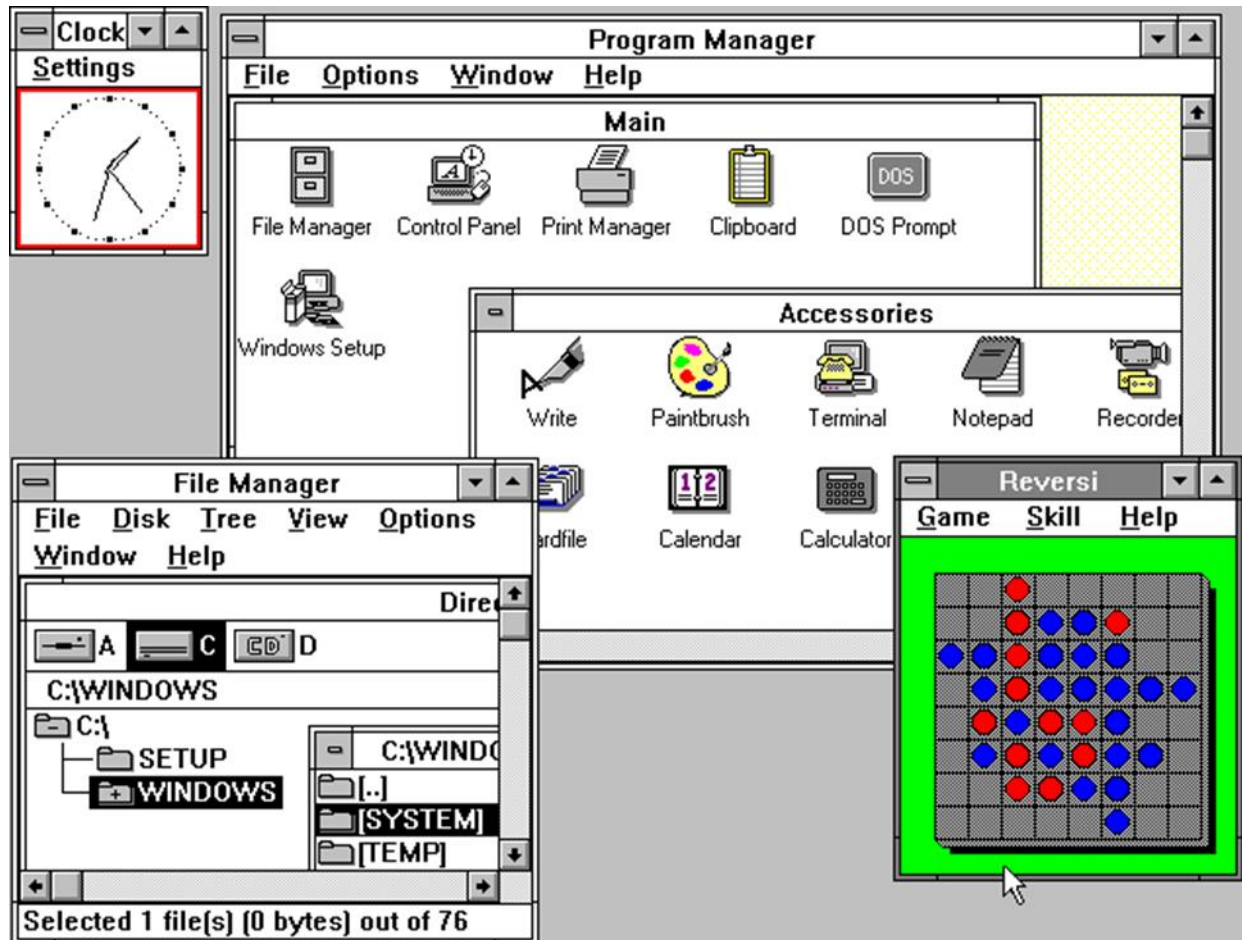 Clock
Settings
Program Manager
File Options Window Help
Main
File Manager Control Panel Print Manager Clipboard DOS Prompt
DOS
Windows Setup
Accessories
Write Paintbrush Terminal Notepad Recorder
ardfile Calendar Calculator
12
File Manager
File Disk Tree View Options
Window Help
Direc
A C CD D
C:\WINDOWS
C:\
SETUP
WINDOWS
C:\WINDO
[..]
[SYSTEM]
[TEMP]
Selected 1 file(s) (0 bytes) out of 76
Reversi
Game Skill Help